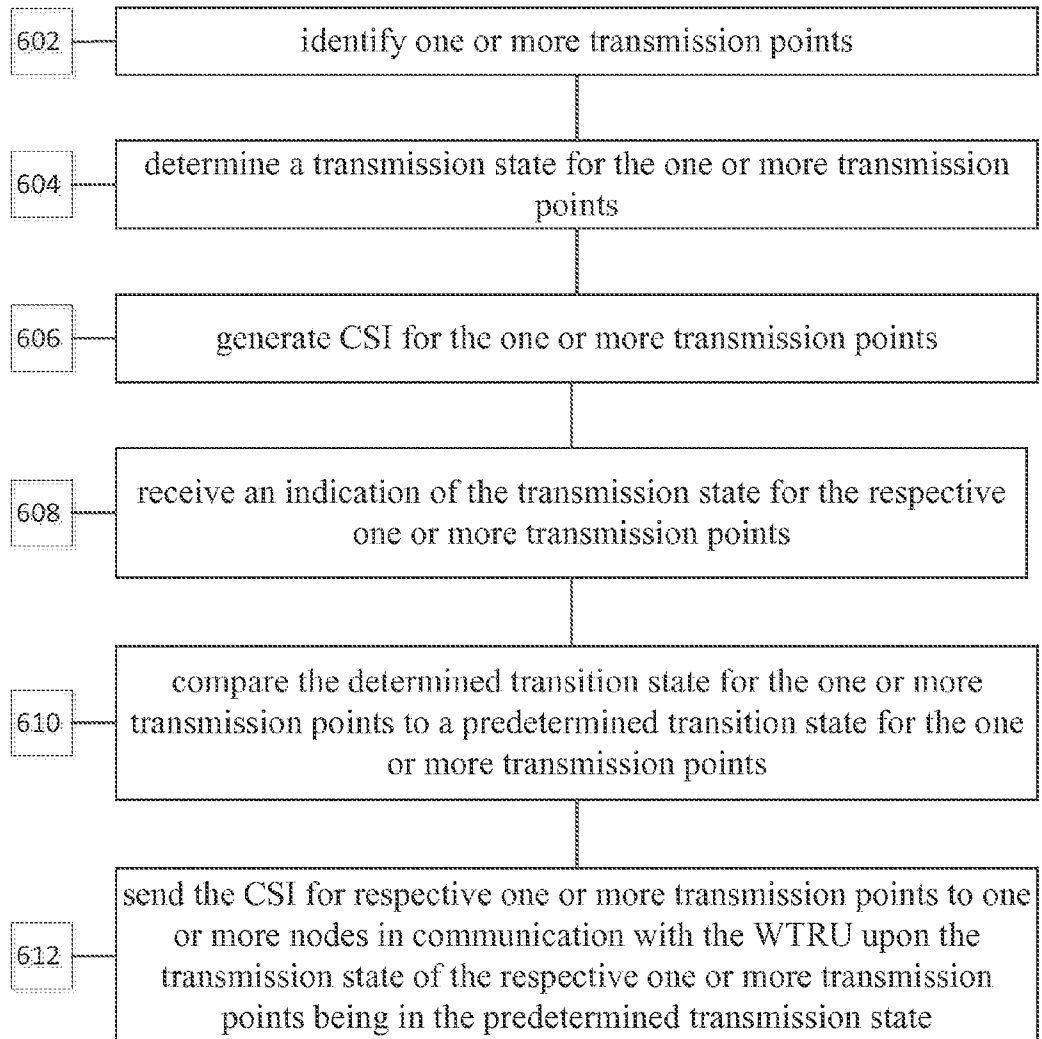 602
identify one or more transmission points
604
determine a transmission state for the one or more transmission
points
606
generate CSI for the one or more transmission points
608
receive an indication of the transmission state for the respective
one or more transmission points
610
compare the determined transition state for the one or more
transmission points to a predetermined transition state for the one
or more transmission points
612
send the CSI for respective one or more transmission points to one
or more nodes in communication with the WTRU upon the
transmission state of the respective one or more transmission
points being in the predetermined transmission state